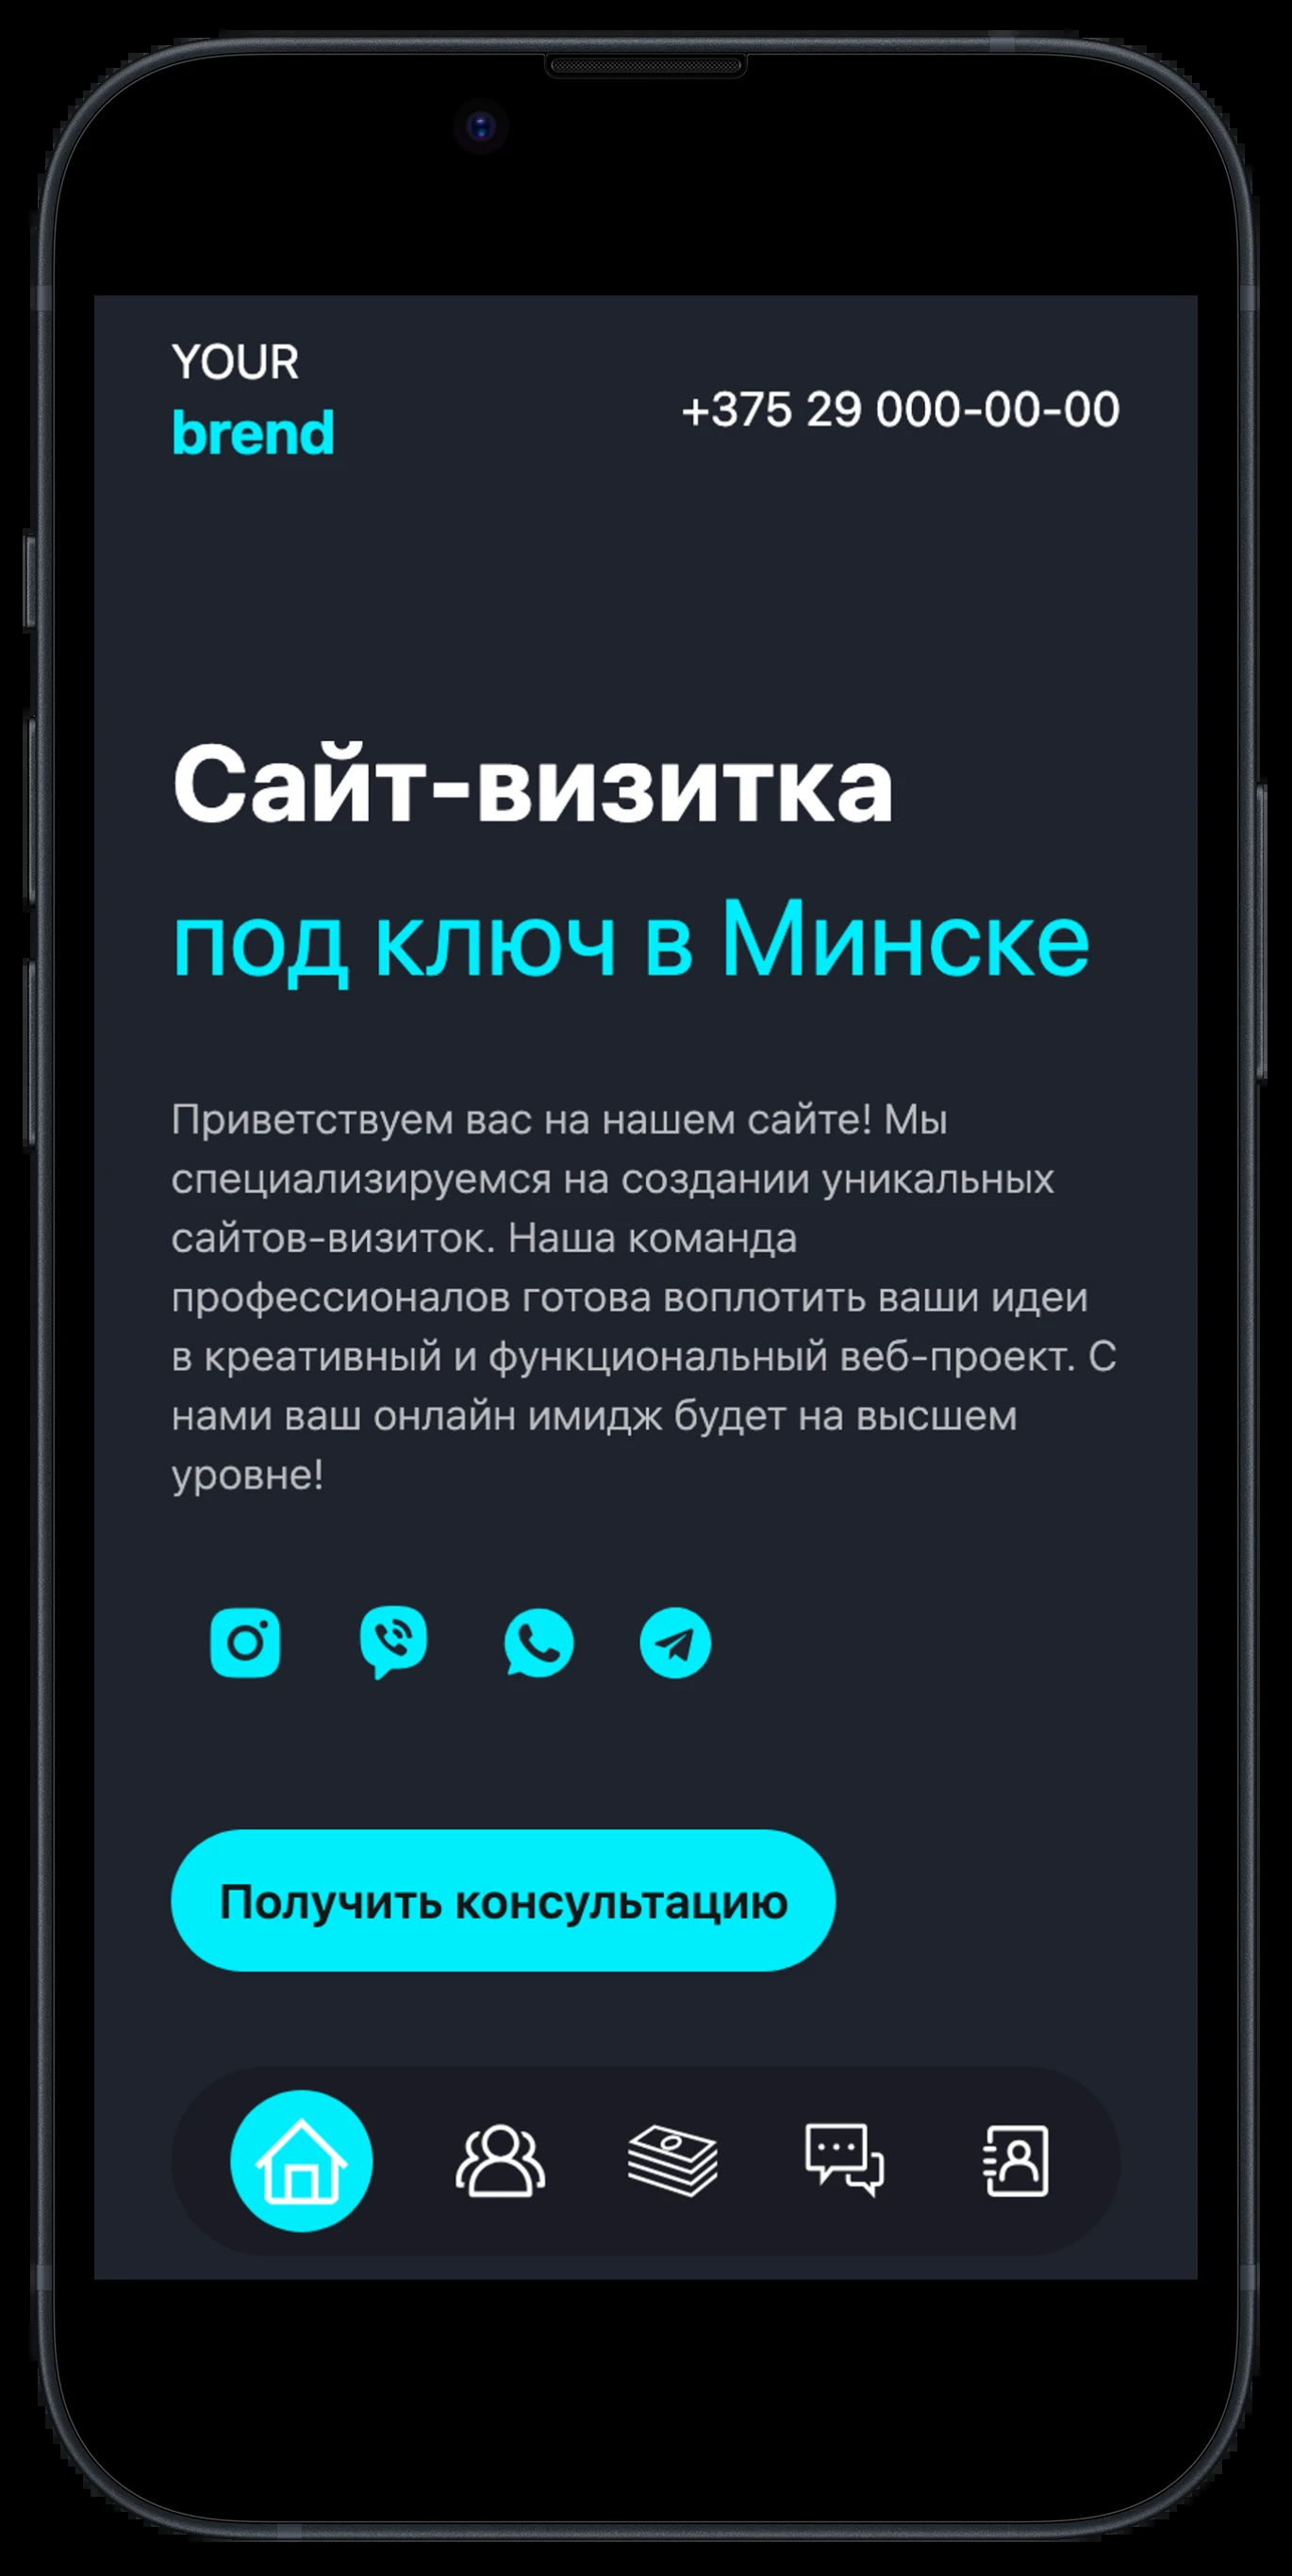 YOUR
brend
+375 29 000-00-00
Сайт-визитка
под ключ в Минске
Приветствуем вас на нашем сайте! Мы
специализируемся на создании уникальных
сайтов-визиток. Наша команда
профессионалов готова воплотить ваши идеи
в креативный и функциональный веб-проект. С
нами ваш онлайн имидж будет на высшем
уровне!
Получить консультацию